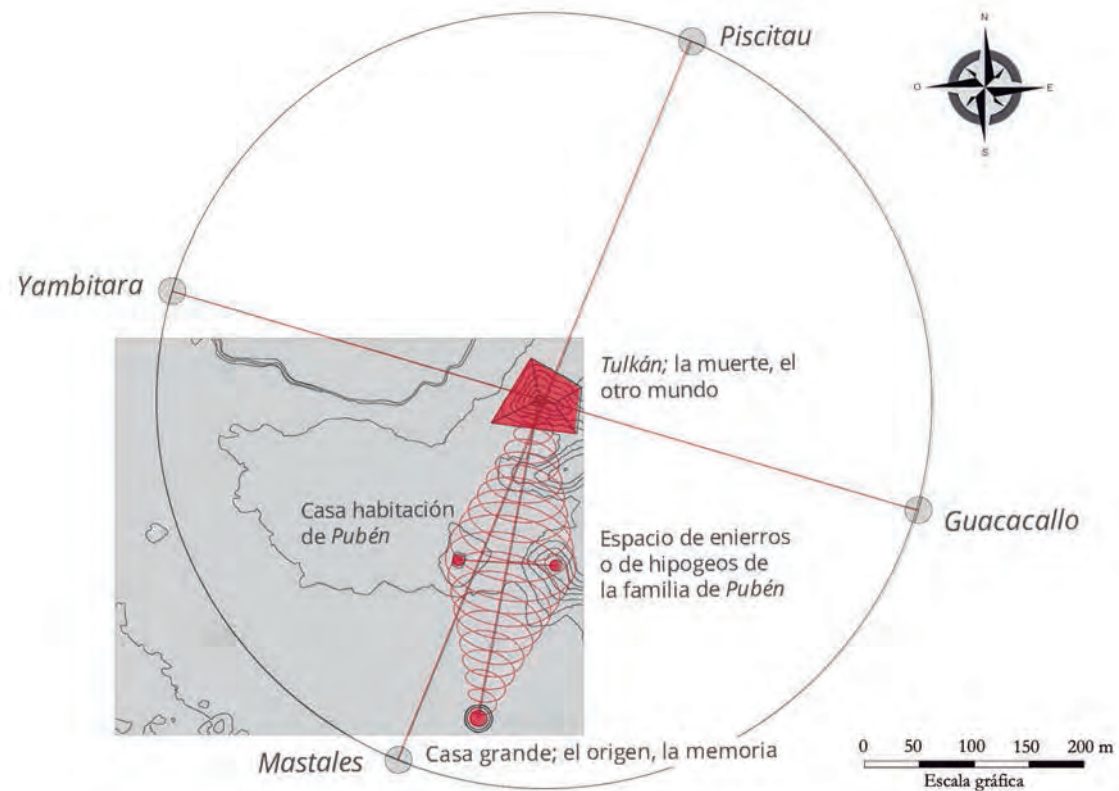 Piscitau
N
O
E
S
Yambitara
Tulkán; la muerte, el
otro mundo
Casa habitación
de Pubén
Guacacallo
Espacio de enierros
o de hipogeos de
la familia de Pubén
Mastales
Casa grande; el origen, la memoria
0 50 100 150 200 m
Escala gráfica